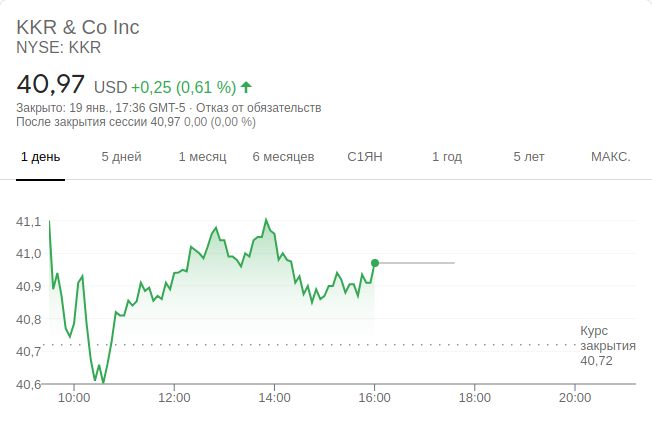 KKR & Co Inc
NYSE: KKR
40,97 USD +0,25 (0,61 %)
Закрыто: 19 янв., 17:36 GMT-5 · Отказ от обязательств
После закрытия сессии 40,97 0,00 (0,00 %)
1 день 5 дней 1 месяц 6 месяцев С1ЯН 1 год 5 лет МАКС.
41,1
41,0
40,9
40,8
Курс
40,7 закрытия
40,72
40,6
10:00 12:00 14:00 16:00 18:00 20:00